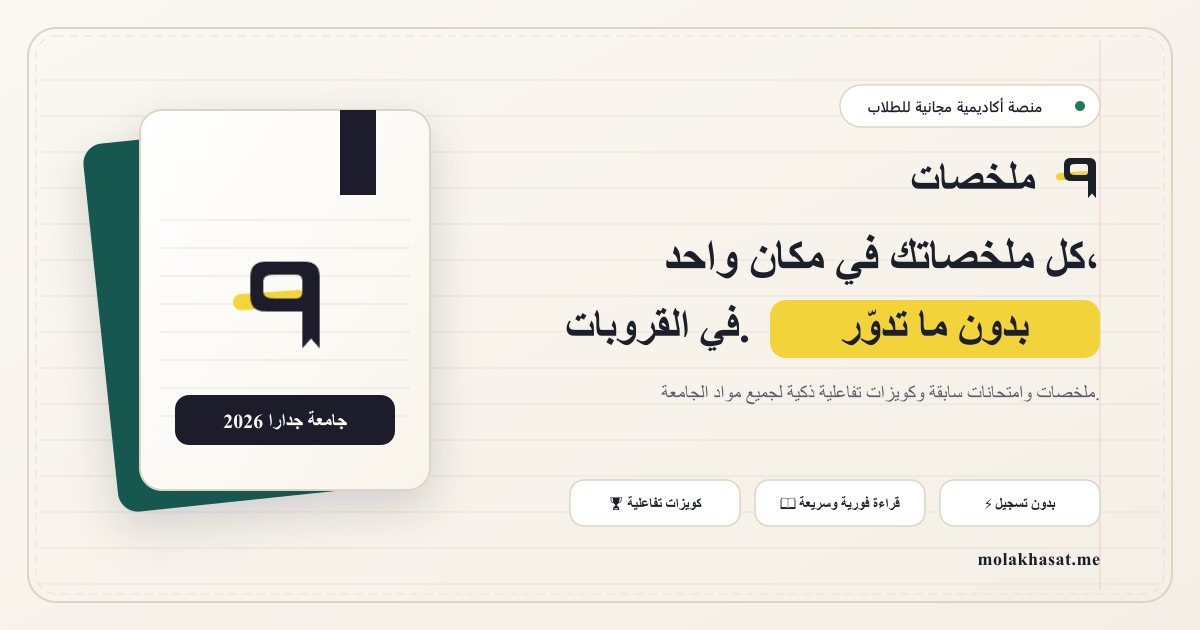 منصة أكاديمية مجانية للطلاب
ملخصات
كل ملخصاتك في مكان واحد،
بدون ما تدوّر في القروبات.
ملخصات وامتحانات سابقة وكويزات تفاعلية ذكية لجميع مواد الجامعة.
بدون تسجيل ⚡
قراءة فورية وسريعة 📖
كويزات تفاعلية 🏆
molakhasat.me
جامعة جدارا 2026